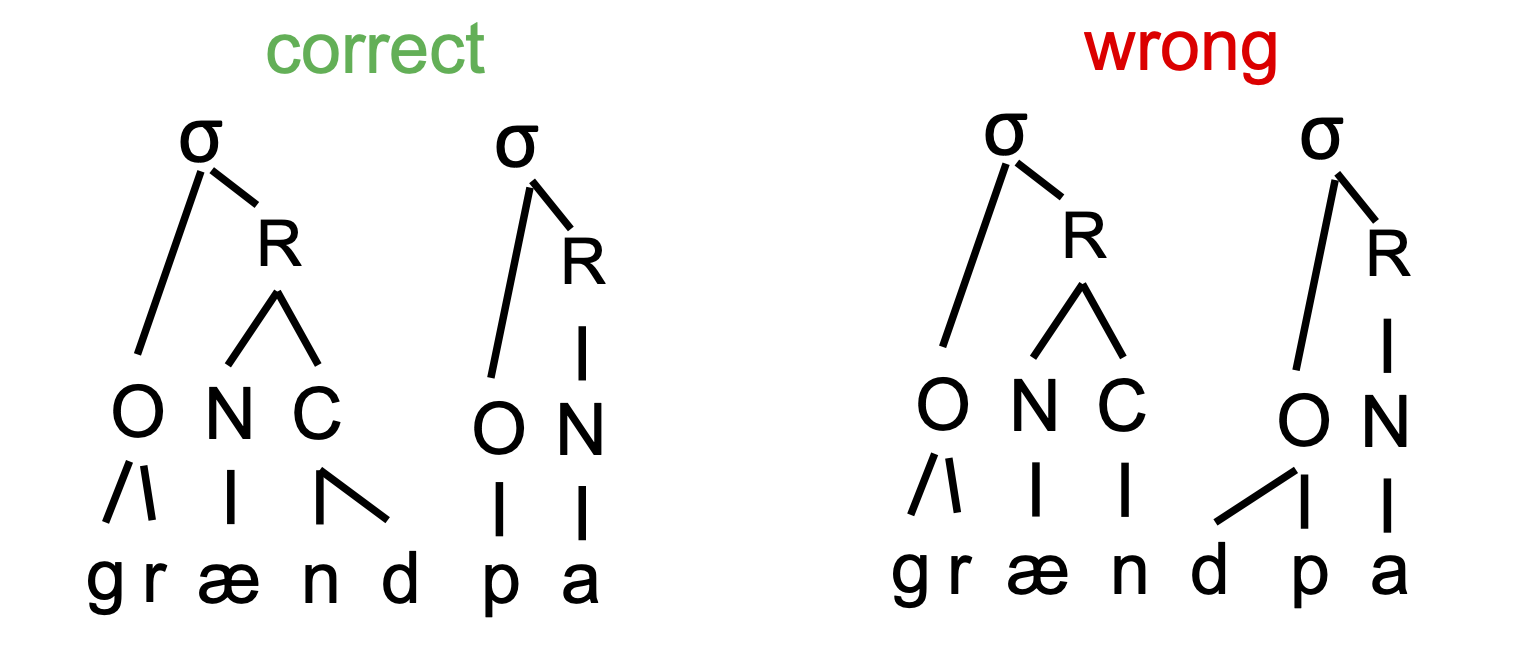 correct wrong
σ σ σ σ
R R R R
O N C O N O N C O N
g r æ n d p a g r æ n d p a